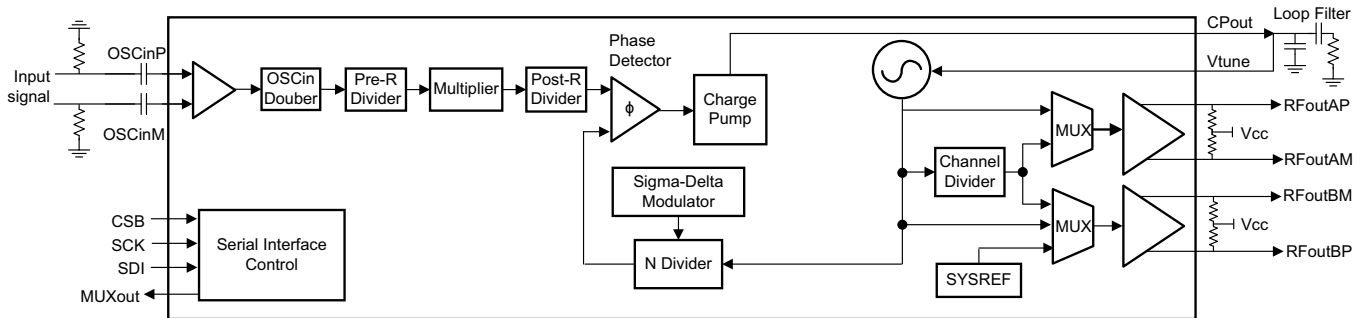 Loop Filter
CPout
Phase
Detector
OSCinP
Input
signal
OSCin
Douber
Pre-R
Divider
Multiplier
Post-R
Divider
ϕ
Charge
Pump
Vtune
OSCinM
MUX
RFoutAP
Vcc
RFoutAM
Channel
Divider
Sigma-Delta
Modulator
RFoutBM
MUX
Vcc
RFoutBP
CSB
SCK
SDI
MUXout
Serial Interface
Control
N Divider
SYSREF